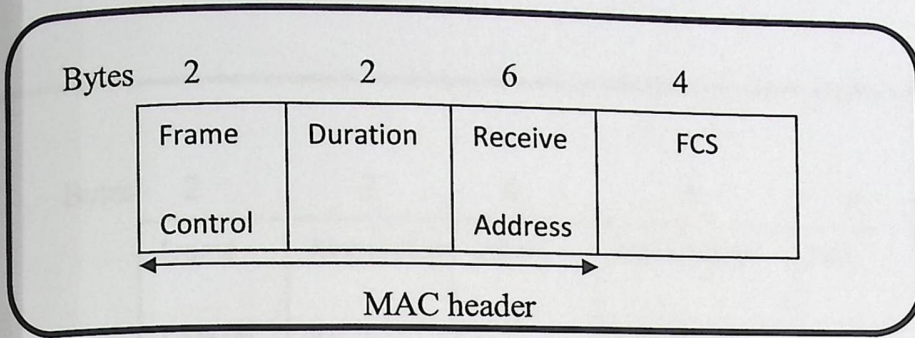 Bytes 2 2 6 4
Frame Duration Receive FCS
Control Address
MAC header